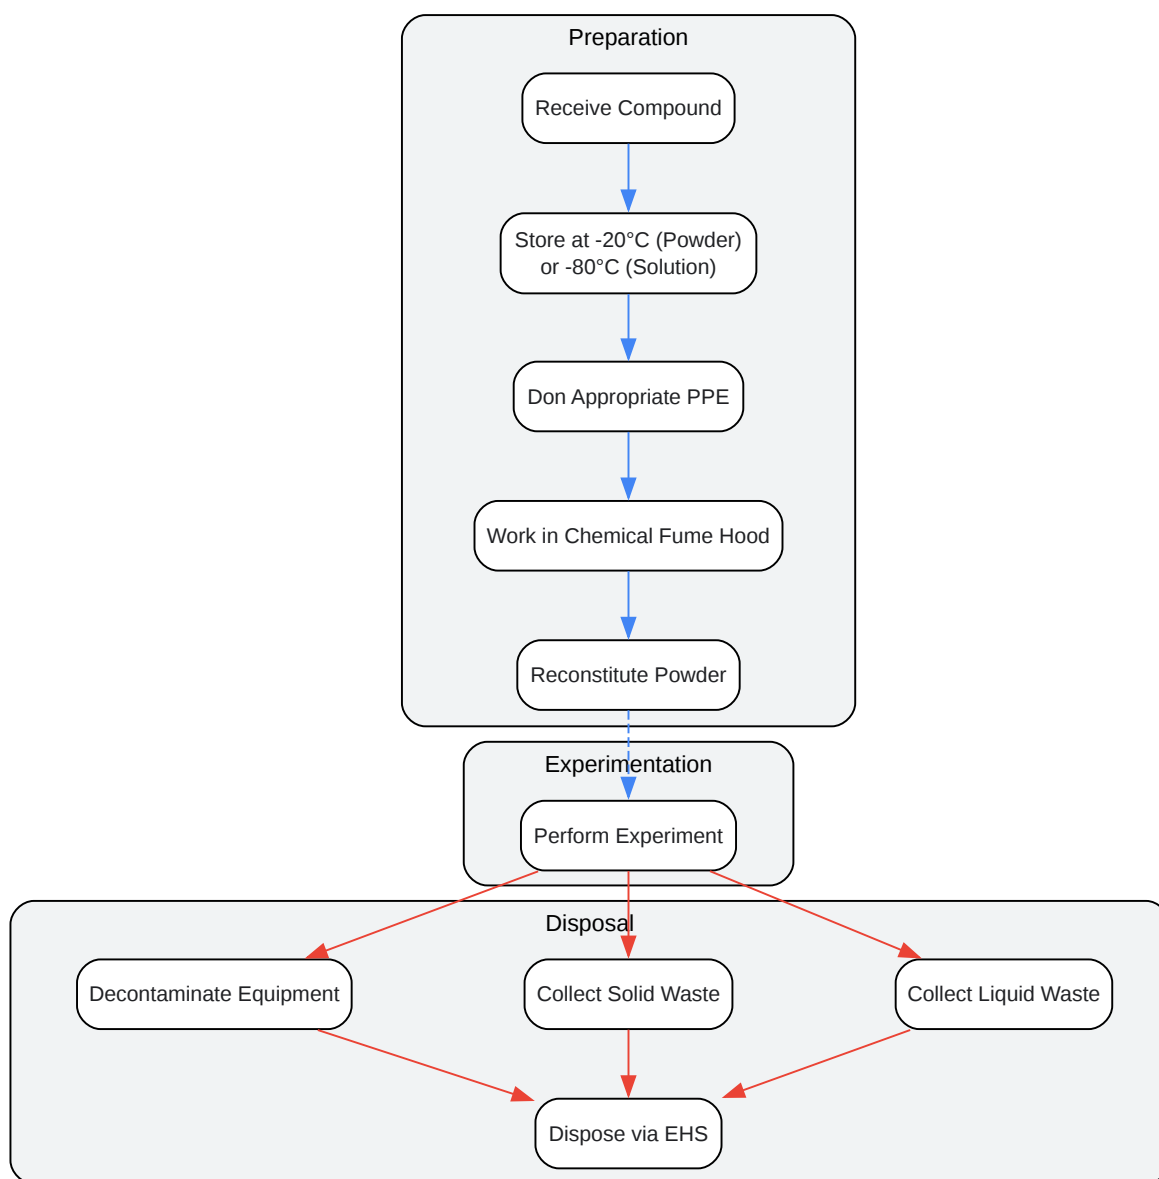 Preparation
Receive Compound
Store at -20°C (Powder)
or -80°C (Solution)
Don Appropriate PPE
Work in Chemical Fume Hood
Reconstitute Powder
Experimentation
Perform Experiment
Disposal
Decontaminate Equipment
Collect Solid Waste
Collect Liquid Waste
Dispose via EHS